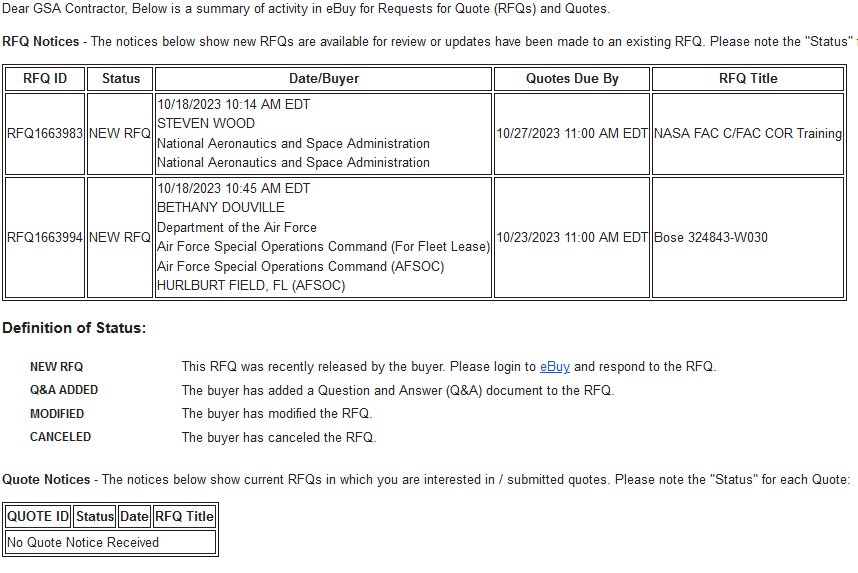 Dear GSA Contractor, Below is a summary of activity in eBuy for Requests for Quote (RFQs) and Quotes.
RFQ Notices - The notices below show new RFQs are available for review or updates have been made to an existing RFQ. Please note the "Status"
RFQ ID Status Date/Buyer Quotes Due By RFQ Title
RFQ1663983 NEW RFQ 10/18/2023 10:14 AM EDT
STEVEN WOOD
National Aeronautics and Space Administration
National Aeronautics and Space Administration
10/27/2023 11:00 AM EDT NASA FAC C/FAC COR Training
RFQ1663994 NEW RFQ 10/18/2023 10:45 AM EDT
BETHANY DOUVILLE
Department of the Air Force
Air Force Special Operations Command (For Fleet Lease)
Air Force Special Operations Command (AFSOC)
HURLBURT FIELD, FL (AFSOC)
10/23/2023 11:00 AM EDT Bose 324843-W030
Definition of Status:
NEW RFQ This RFQ was recently released by the buyer. Please login to eBuy and respond to the RFQ.
Q&A ADDED The buyer has added a Question and Answer (Q&A) document to the RFQ.
MODIFIED The buyer has modified the RFQ.
CANCELED The buyer has canceled the RFQ.
Quote Notices - The notices below show current RFQs in which you are interested in / submitted quotes. Please note the "Status" for each Quote:
QUOTE ID Status Date RFQ Title
No Quote Notice Received